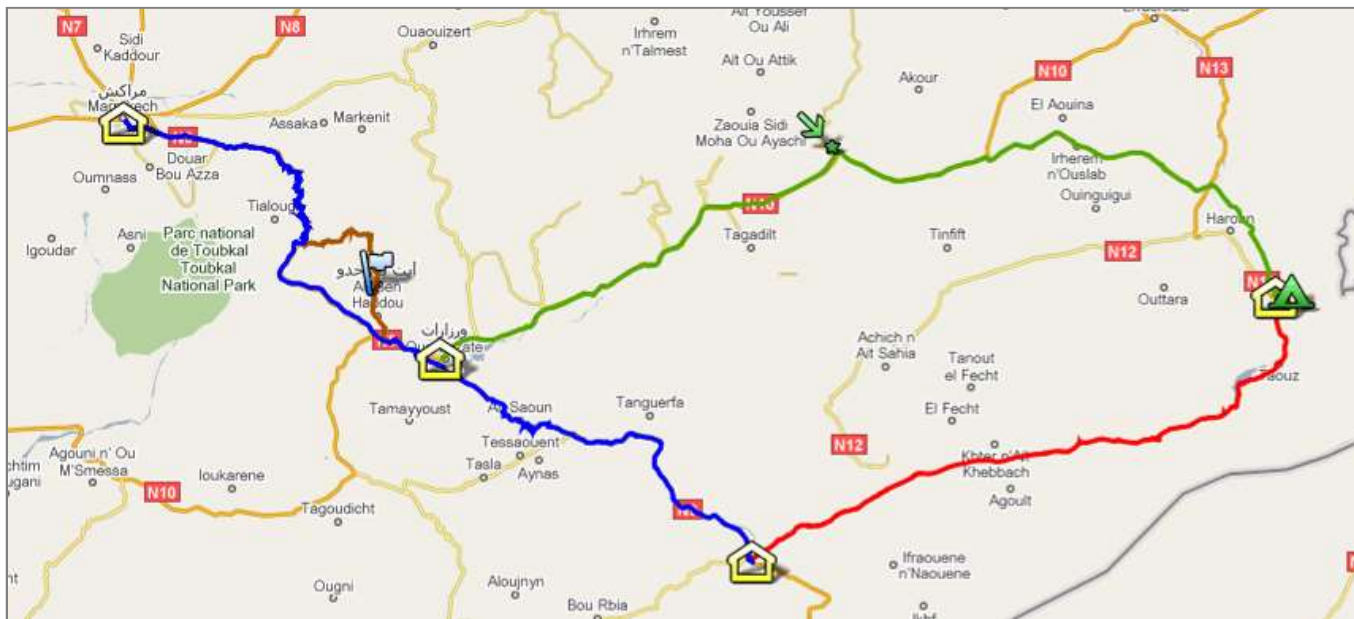 N7
N8
Sidi
Kaddour
Ouaouizert
Irhrem
n'Talmest
Ait Youssef
Ou Ali
Ait Ou Attik
Akour
N10
N13
El Aouina
مراكش
Assaka
Markenit
Zaouia Sidi
Moha Ou Ayachi
Douar
Bou Azza
Oumnass
Irherem
n'Ouslab
Ouinguigui
Igoudar
Asni
Parc national
de Toubkal
Toubkal
National Park
N10
Tagadilt
Tinfift
Haroun
N12
Outtara
ورزازات
Achich n
Ait Sahia
Tanout
el Fecht
El Fecht
Tamayyoust
Tanguerfa
Tessaouent
Tasla
Aynas
N12
Khter n'Ait
Khebbach
Agoult
Agouni n' Ou
M'Smessa
Ioukarene
N10
Tagoudicht
Ifraouene
n'Naouene
Ougni
Aloujnyn
Bou Rbia